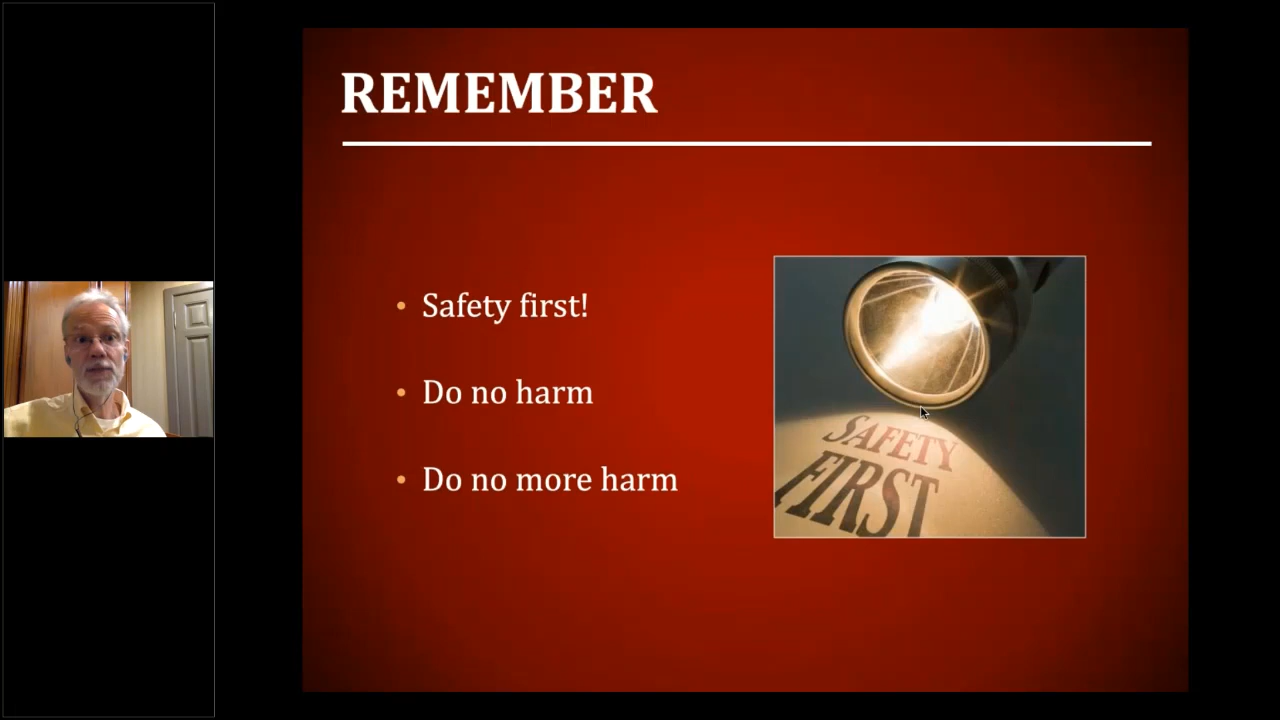 REMEMBER
• Safety first!
• Do no harm
• Do no more harm
SAFETY
FIRST